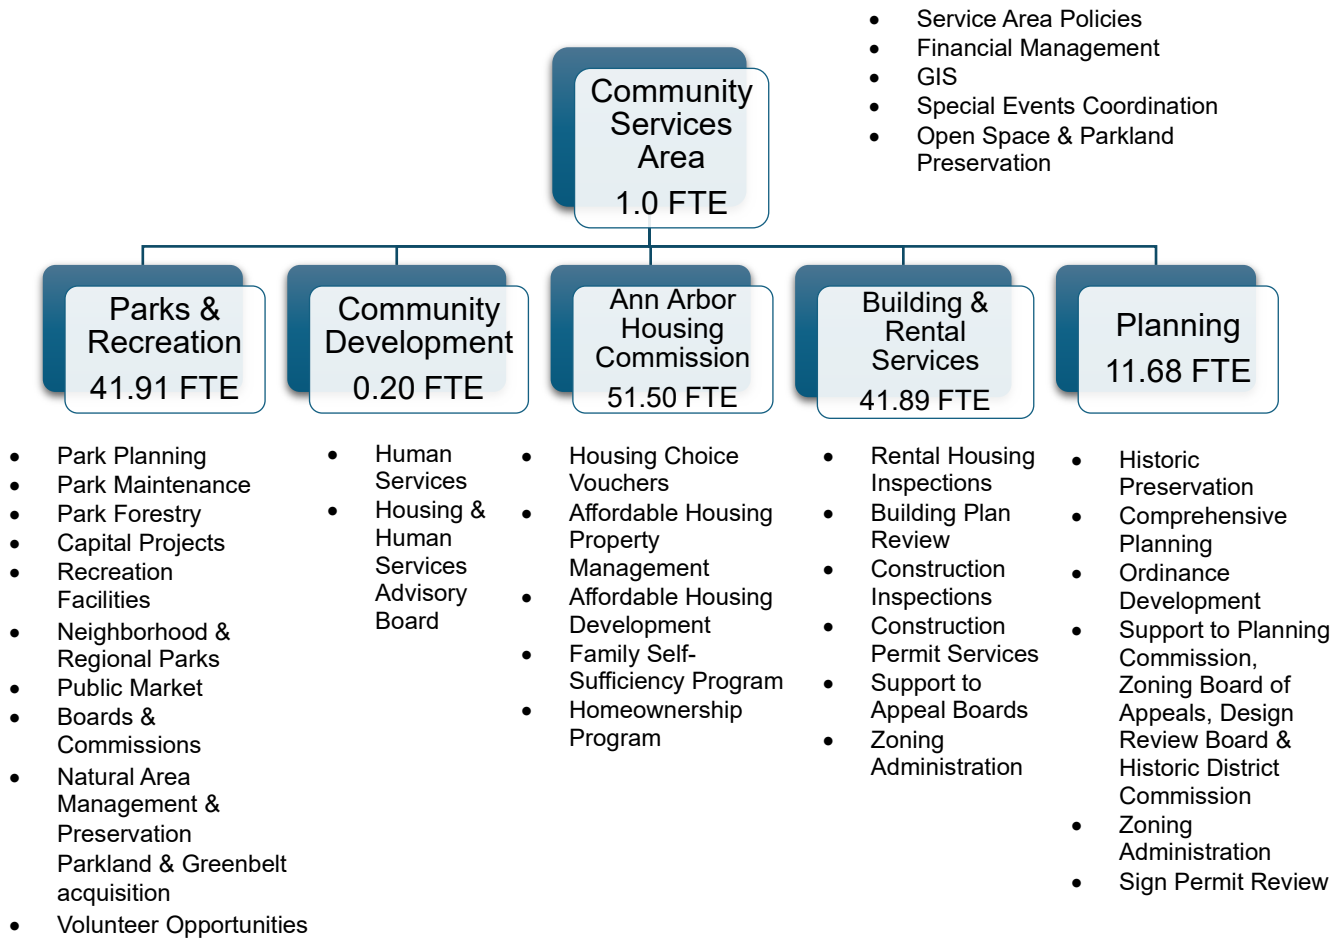 • Service Area Policies
• Financial Management
• GIS
• Special Events Coordination
• Open Space & Parkland
Preservation
Community
Services
Area
1.0 FTE
Parks &
Recreation
41.91 FTE
Community
Development
0.20 FTE
Ann Arbor
Housing
Commission
51.50 FTE
Building &
Rental
Services
41.89 FTE
Planning
11.68 FTE
• Park Planning
• Park Maintenance
• Park Forestry
• Capital Projects
• Recreation
Facilities
• Neighborhood &
Regional Parks
• Public Market
• Boards &
Commissions
• Natural Area
Management &
Preservation
Parkland & Greenbelt
acquisition
• Volunteer Opportunities
• Human
Services
• Housing &
Human
Services
Advisory
Board
• Housing Choice
Vouchers
• Affordable Housing
Property
Management
• Affordable Housing
Development
• Family Self-
Sufficiency Program
• Homeownership
Program
• Rental Housing
Inspections
• Building Plan
Review
• Construction
Inspections
• Construction
Permit Services
• Support to
Appeal Boards
• Zoning
Administration
• Historic
Preservation
• Comprehensive
Planning
• Ordinance
Development
• Support to Planning
Commission,
Zoning Board of
Appeals, Design
Review Board &
Historic District
Commission
• Zoning
Administration
• Sign Permit Review